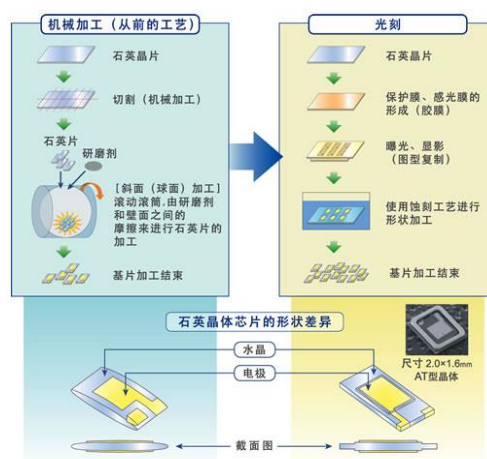 机械加工（从前的工艺）
石英晶片
切割（机械加工）
石英片
研磨剂
[斜面（球面）加工]
滚动滚筒,由研磨剂
和壁面之间的
摩擦来进行石英片的
加工
基片加工结束
光刻
石英晶片
保护膜、感光膜的
形成（胶膜）
曝光、显影
（图型复制）
使用蚀刻工艺进行
形状加工
基片加工结束
石英晶体芯片的形状差异
水晶
电极
尺寸 2.0×1.6mm
AT型晶体
截面图